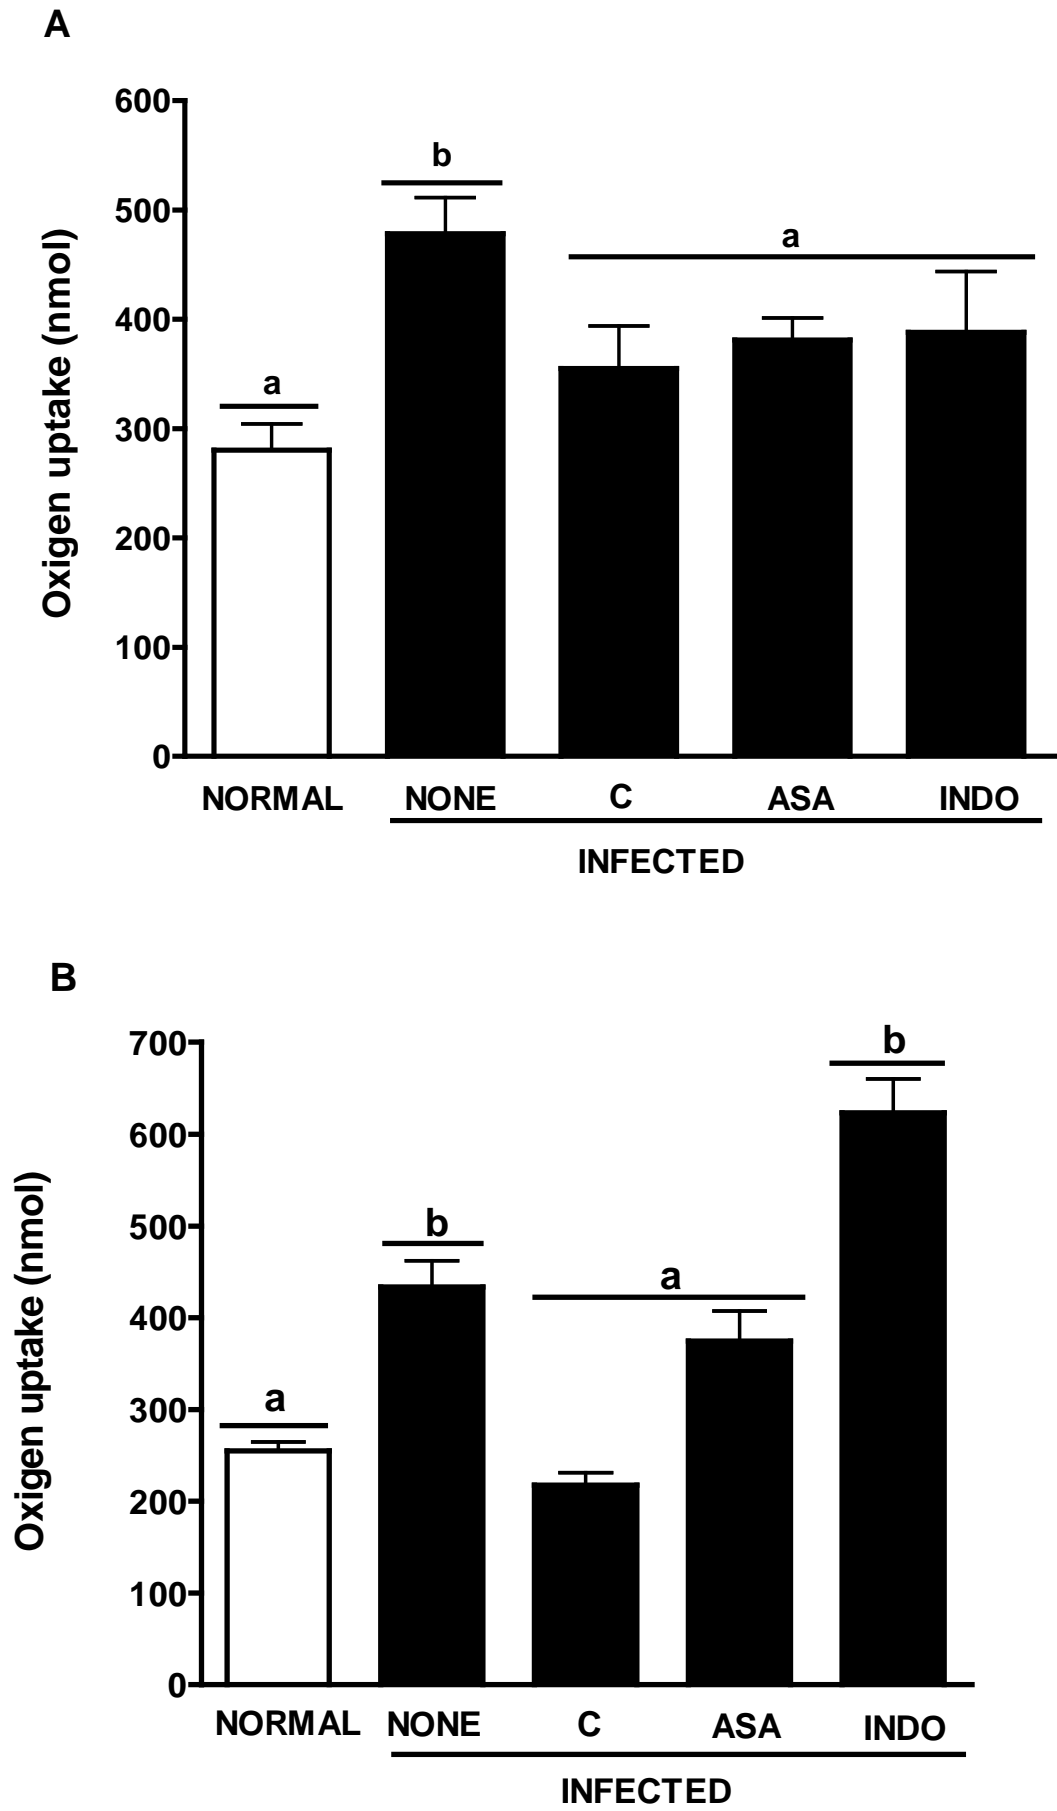 A
600
b
500
a
400
a
300
200
100
0
Oxigen uptake (nmol)
NORMAL NONE C ASA INDO
INFECTED
B
700
b
600
500
b
a
400
a
300
200
100
0
Oxigen uptake (nmol)
NORMAL NONE C ASA INDO
INFECTED